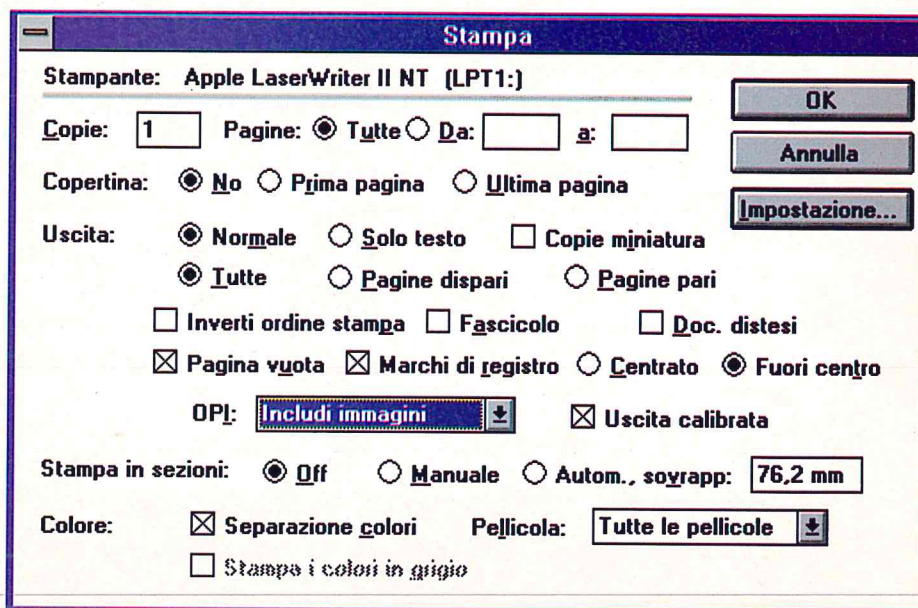 Stampa
Stampante: Apple LaserWriter II NT (LPT1:)
OK
Copie: 1 Pagine: Tutte Da: a:
Annulla
Copertina: No Prima pagina Ultima pagina
Impostazione...
Uscita: Normale Solo testo Copie miniatura
Tutte Pagine dispari Pagine pari
Inverti ordine stampa Fascicolo Doc. distesi
Pagina vuota Marchi di registro Centrato Fuori centro
OPI: Includi immagini Uscita calibrata
Stampa in sezioni: Off Manuale Autom., sovrapp: 76,2 mm
Colore: Separazione colori Pellicola: Tutte le pellicole
Stampa i colori in grigio